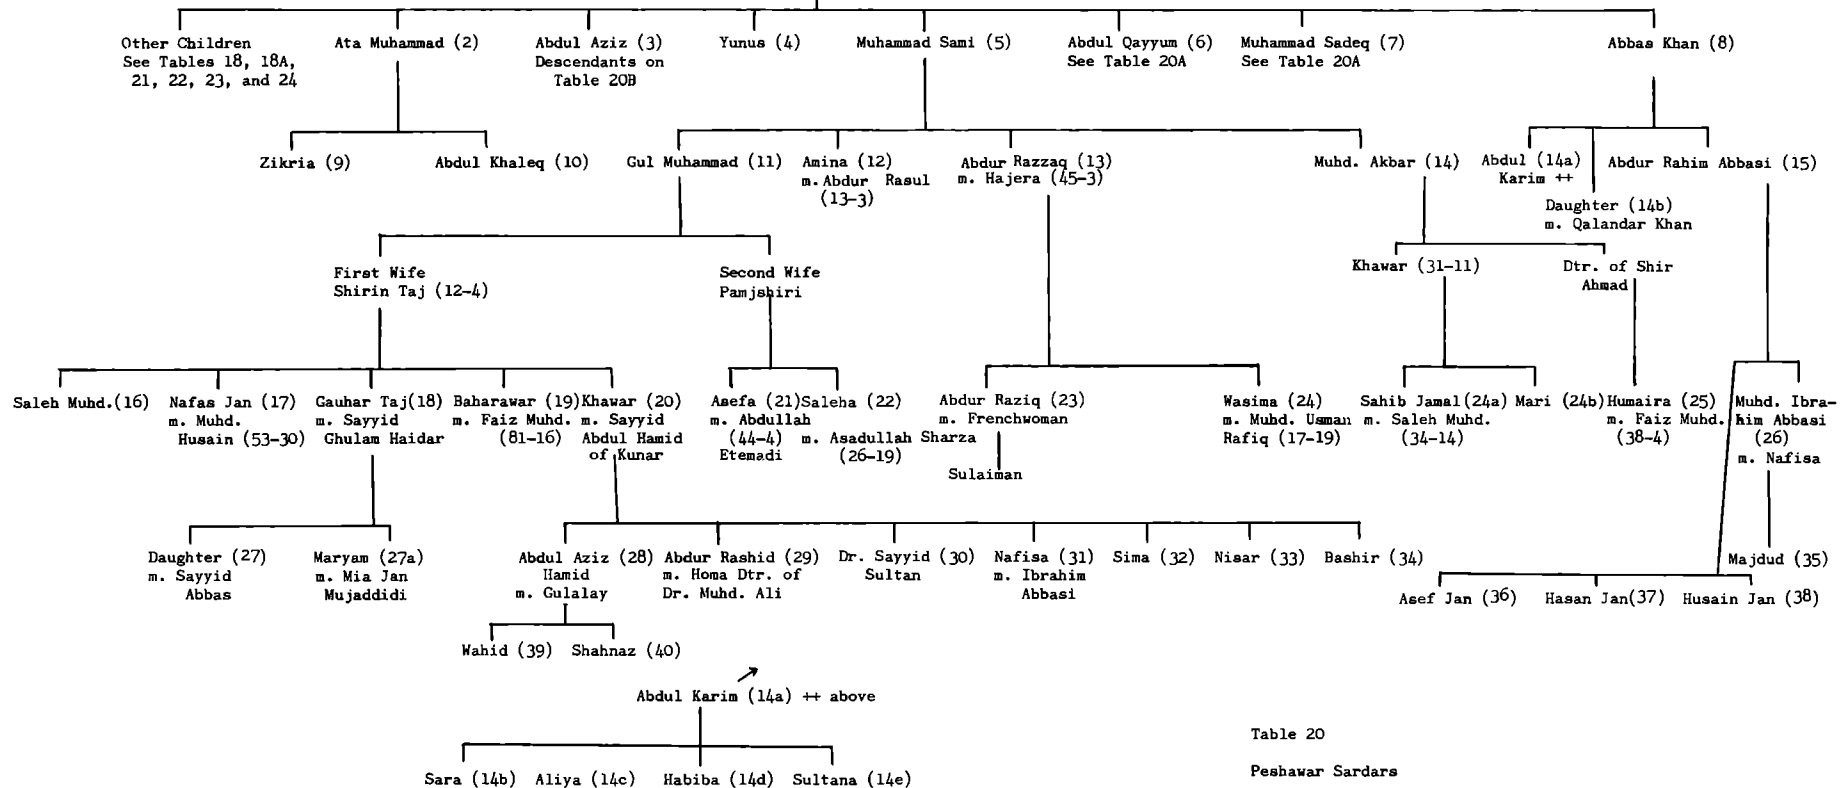 Other Children
See Tables 18, 18A,
21, 22, 23, and 24
Ata Muhammad (2)
Abdul Aziz (3)
Descendants on
Table 20B
Yunus (4)
Muhammad Sami (5)
Abdul Qayyum (6)
See Table 20A
Muhammad Sadeq (7)
See Table 20A
Abbas Khan (8)
Zikria (9)
Abdul Khaleq (10)
Gul Muhammad (11)
Amina (12)
m. Abdur Rasul
(13-3)
Abdur Razzaq (13)
m. Hajera (45-3)
Muhd. Akbar (14)
Abdul (14a)
Karim ++
Daughter (14b)
m. Qalandar Khan
Abdur Rahim Abbasi (15)
First Wife
Shirin Taj (12-4)
Second Wife
Pamjshiri
Khawar (31-11)
Dtr. of Shir
Ahmad
Saleh Muhd.(16)
Nafas Jan (17)
m. Muhd.
Husain (53-30)
Gauhar Taj(18)
m. Sayyid
Ghulam Haidar
Baharawar (19)
m. Faiz Muhd.
(81-16)
Khawar (20)
m. Sayyid
Abdul Hamid
of Kunar
Asefa (21)
m. Abdullah
(44-4)
Etemadi
Saleha (22)
m. Asadullah Sharza
(26-19)
Abdur Raziq (23)
m. Frenchwoman
Sulaiman
Wasima (24)
m. Muhd. Usman
Rafiq (17-19)
Sahib Jamal (24a)
m. Saleh Muhd.
(34-14)
Mari (24b)
Humaira (25)
m. Faiz Muhd.
(38-4)
Muhd. Ibra-
him Abbasi
(26)
m. Nafisa
Daughter (27)
m. Sayyid
Abbas
Maryam (27a)
m. Mia Jan
Mujaddidi
Abdul Aziz (28)
Hamid
m. Gulalay
Abdur Rashid (29)
m. Homa Dtr. of
Dr. Muhd. Ali
Dr. Sayyid (30)
Sultan
Nafisa (31)
m. Ibrahim
Abbasi
Sima (32)
Nisar (33)
Bashir (34)
Majdud (35)
Asef Jan (36)
Hasan Jan(37)
Husain Jan (38)
Wahid (39)
Shahnaz (40)
Abdul Karim (14a) ++ above
Sara (14b)
Aliya (14c)
Habiba (14d)
Sultana (14e)
Table 20
Peshawar Sardars